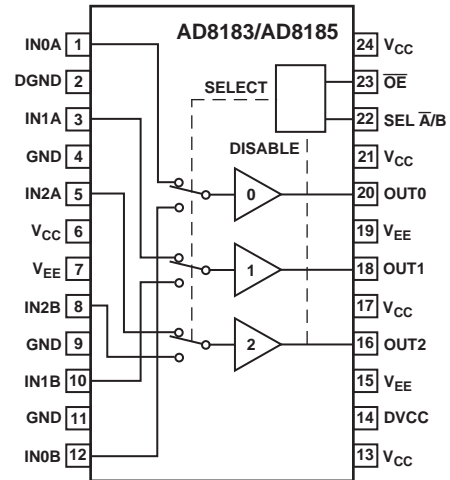 AD8183/AD8185
IN0A 1
DGND 2
IN1A 3
GND 4
IN2A 5
VCC 6
VEE 7
IN2B 8
GND 9
IN1B 10
GND 11
IN0B 12
SELECT
DISABLE
0
1
2
24 VCC
23 O̅E̅
22 SEL A̅/B
21 VCC
20 OUT0
19 VEE
18 OUT1
17 VCC
16 OUT2
15 VEE
14 DVCC
13 VCC